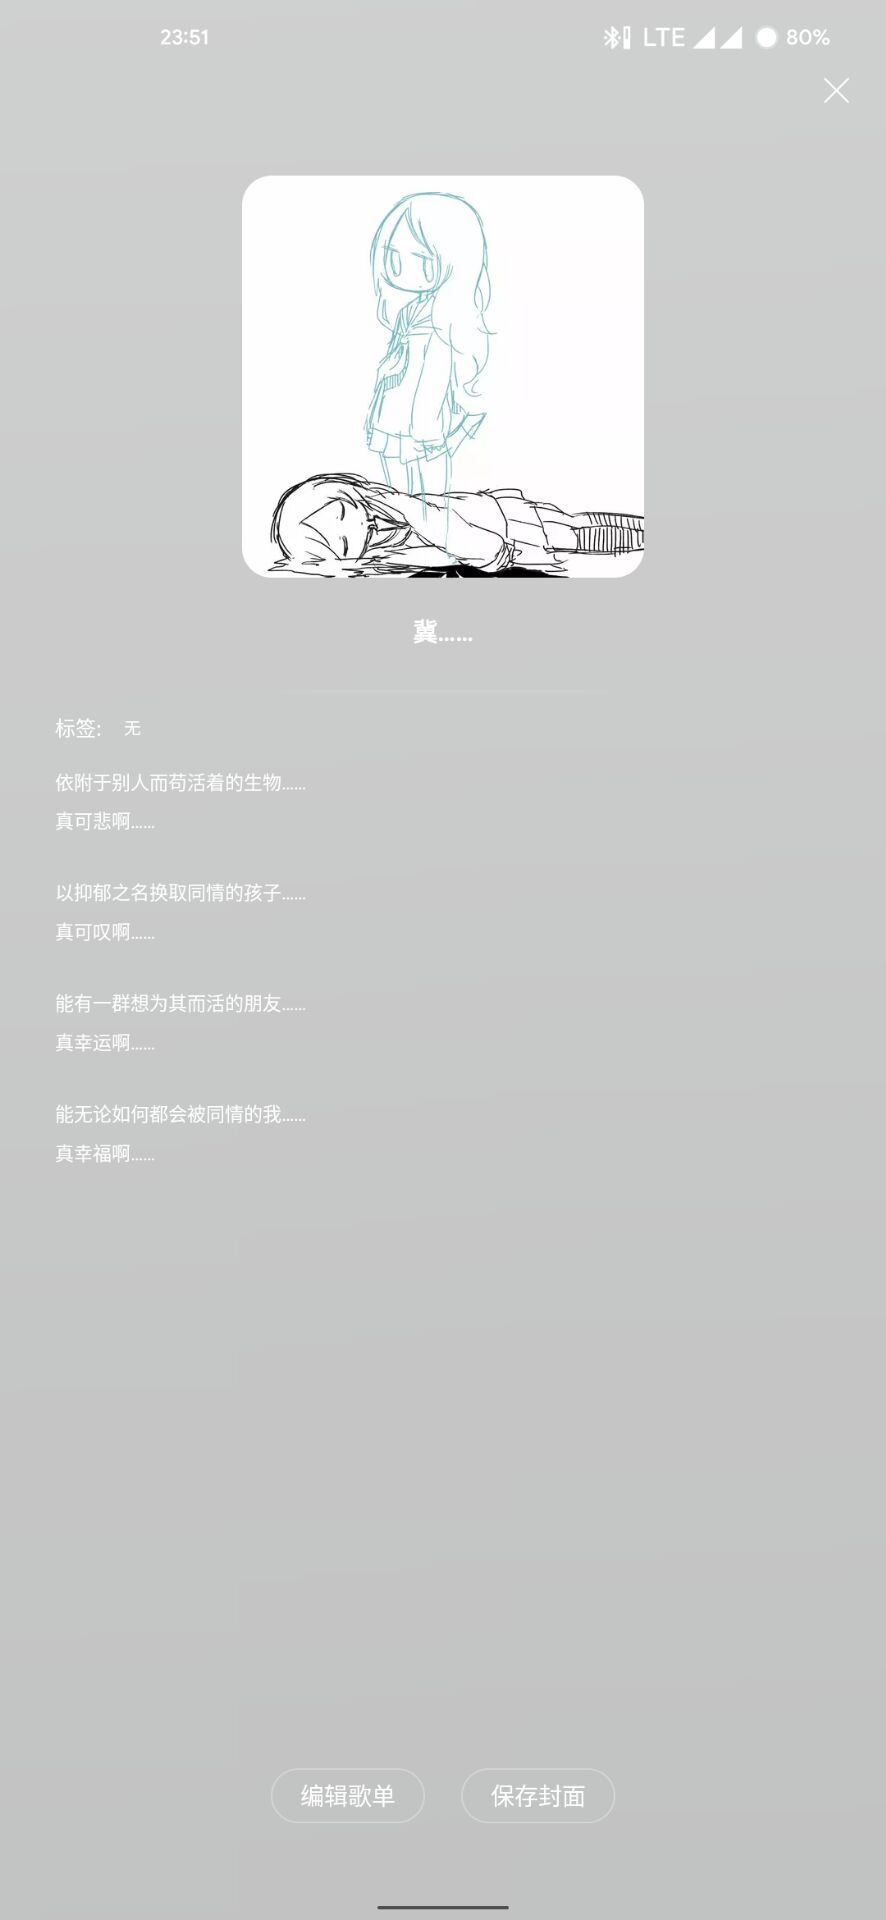 23:51
LTE 80%
冀……
标签: 无
依附于别人而苟活着的生物……
真可悲啊……
以抑郁之名换取同情的孩子……
真可叹啊……
能有一群想为其而活的朋友……
真幸运啊……
能无论如何都会被同情的我……
真幸福啊……
编辑歌单 保存封面